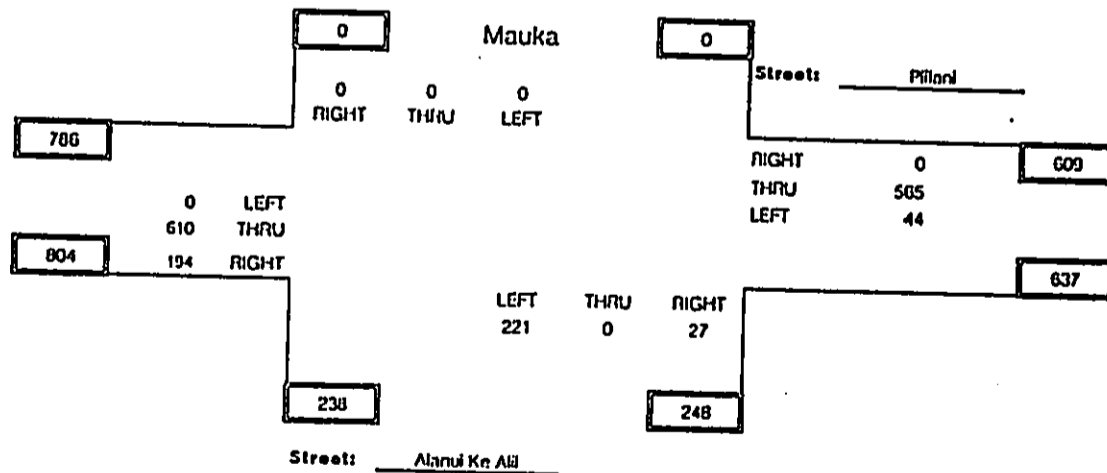 0 Mauka 0
Street: Piilani
0 0 0
RIGHT THRU LEFT
786
RIGHT 0 609
THRU 565
LEFT 44
0 LEFT
610 THRU
804 194 RIGHT
637
LEFT THRU RIGHT
221 0 27
238 248
Street: Alanui Ke Alii